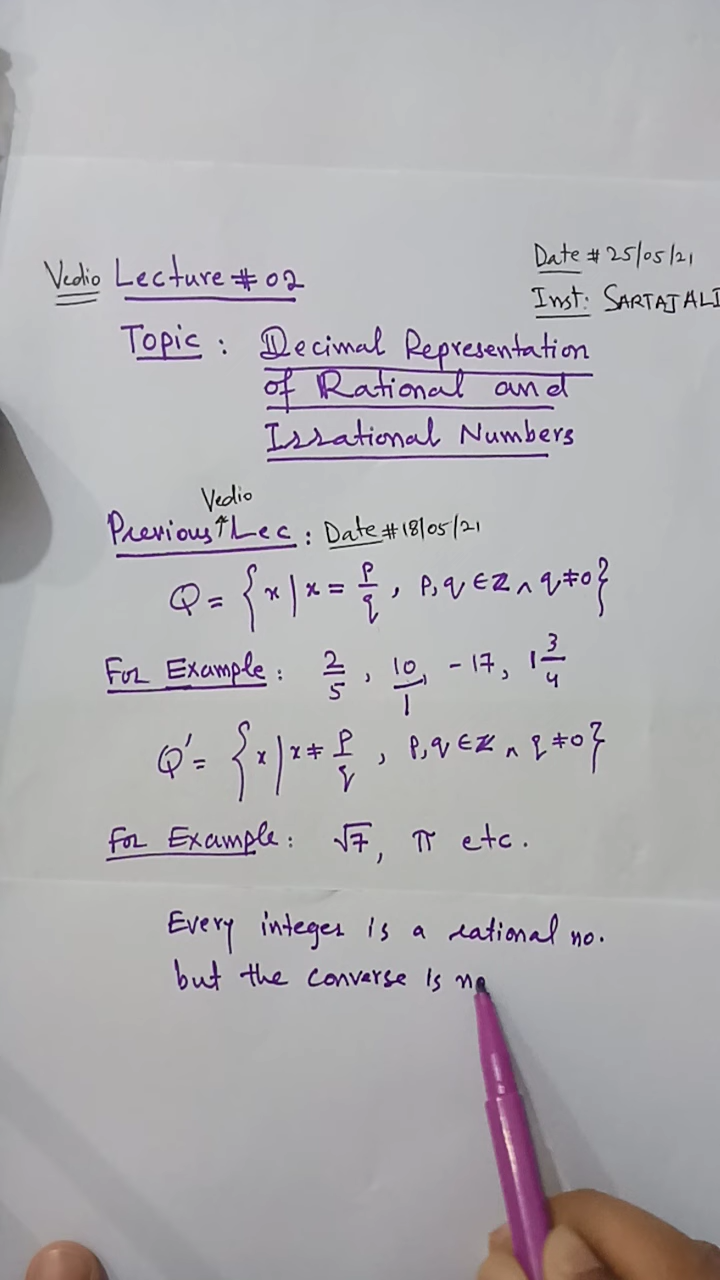 Vedio Lecture # 02
Date # 25/05/21
Inst: SARTAJ ALI
Topic : Decimal Representation
of Rational and
Irrational Numbers
Vedio
Previous ↑ Lec : Date # 18/05/21
Q = { x | x = p/q , p,q ∈ Z ∧ q ≠ 0 }
For Example : 2/5 , 10/1 , -17, 1 3/4
Q' = { x | x ≠ p/q , p,q ∈ Z ∧ q ≠ 0 }
For Example : √7, π etc.
Every integer is a rational no.
but the converse is n